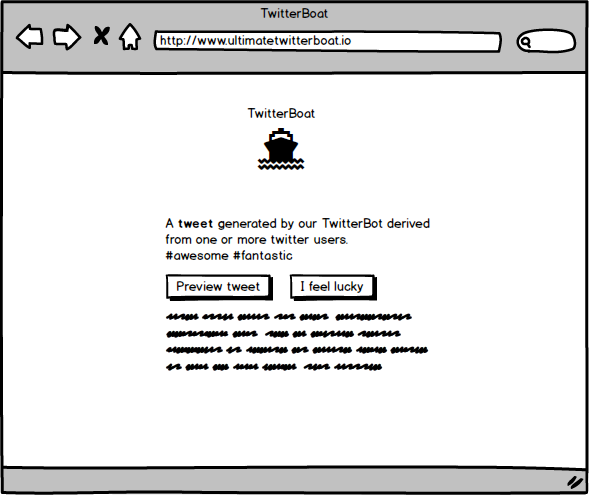 TwitterBoat
http://www.ultimatetwitterboat.io
TwitterBoat
A tweet generated by our TwitterBot derived
from one or more twitter users.
#awesome #fantastic
Preview tweet
I feel lucky